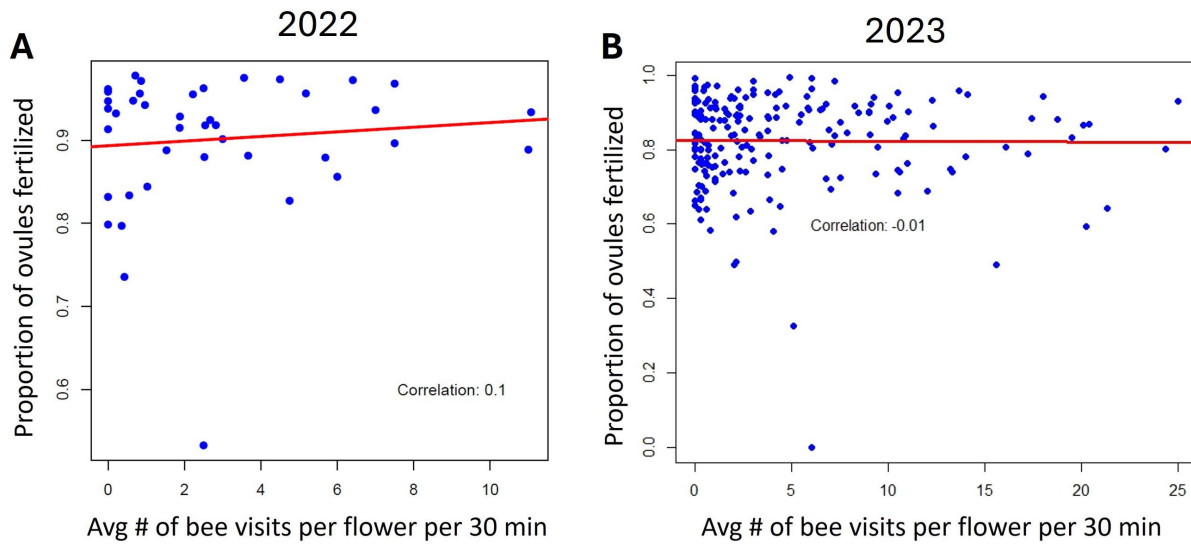 A
2022
Proportion of ovules fertilized
0.9
0.8
0.7
0.6
Correlation: 0.1
0 2 4 6 8 10
Avg # of bee visits per flower per 30 min
B
2023
Proportion of ovules fertilized
1.0
0.8
0.6
0.4
0.2
0.0
Correlation: -0.01
0 5 10 15 20 25
Avg # of bee visits per flower per 30 min